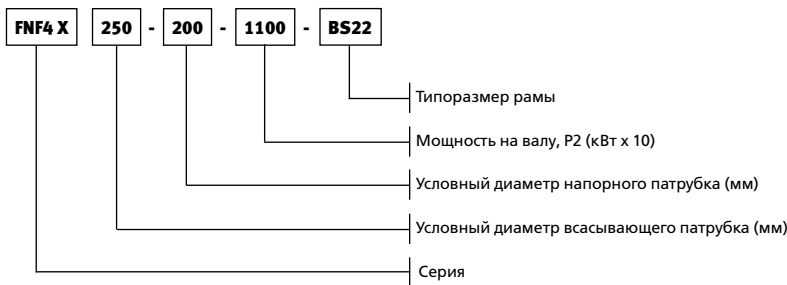 FNF4 X 250 - 200 - 1100 - BS22
Типоразмер рамы
Мощность на валу, P2 (кВт х 10)
Условный диаметр напорного патрубка (мм)
Условный диаметр всасывающего патрубка (мм)
Серия